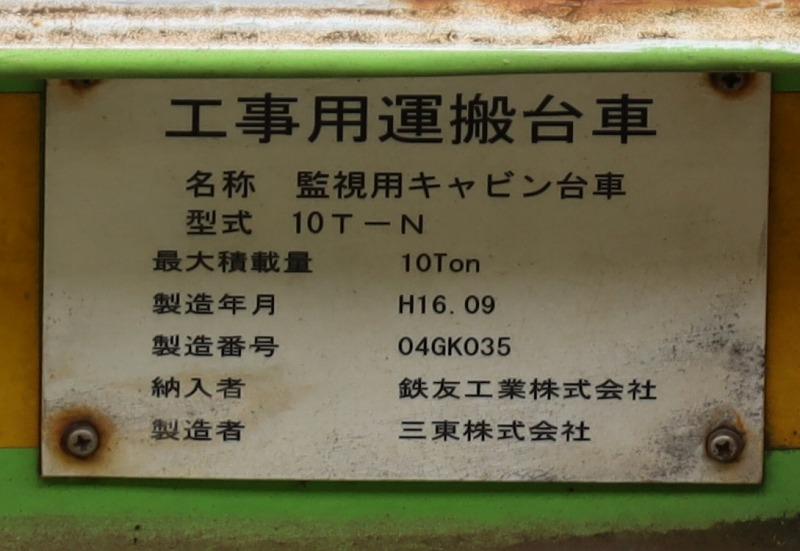 工事用運搬台車
名称 監視用キャビン台車
型式 10T－N
最大積載量 10Ton
製造年月 H16.09
製造番号 04GK035
納入者 鉄友工業株式会社
製造者 三東株式会社